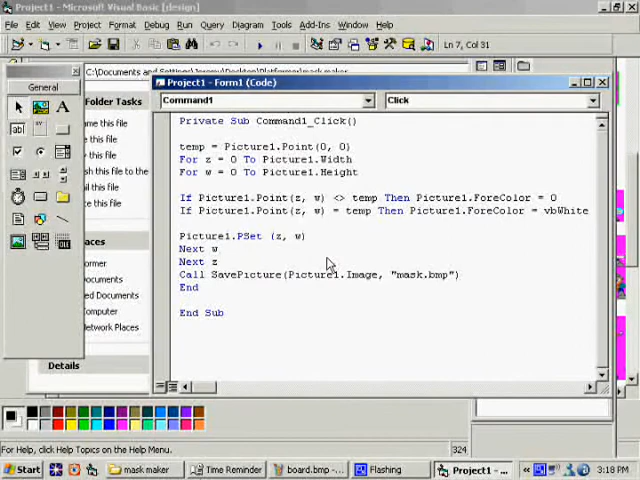 Project1 - Microsoft Visual Basic [design]
File Edit View Project Format Debug Run Query Diagram Tools Add-Ins Window Help
Ln 7, Col 31
General
Folder Tasks
this file
this file
this file
Places
Documents
Documents
Computer
Network Places
Details
Project1 - Form1 (Code)
Command1
Click
Private Sub Command1_Click()
temp = Picture1.Point(0, 0)
For z = 0 To Picture1.Width
For w = 0 To Picture1.Height
If Picture1.Point(z, w) <> temp Then Picture1.ForeColor = 0
If Picture1.Point(z, w) = temp Then Picture1.ForeColor = vbWhite
Picture1.PSet (z, w)
Next w
Next z
Call SavePicture(Picture1.Image, "mask.bmp")
End
End Sub
For Help, click Help Topics on the Help Menu.
324
Start
mask maker
Time Reminder
board.bmp - ...
Flashing
Project1 - ...
3:18 PM